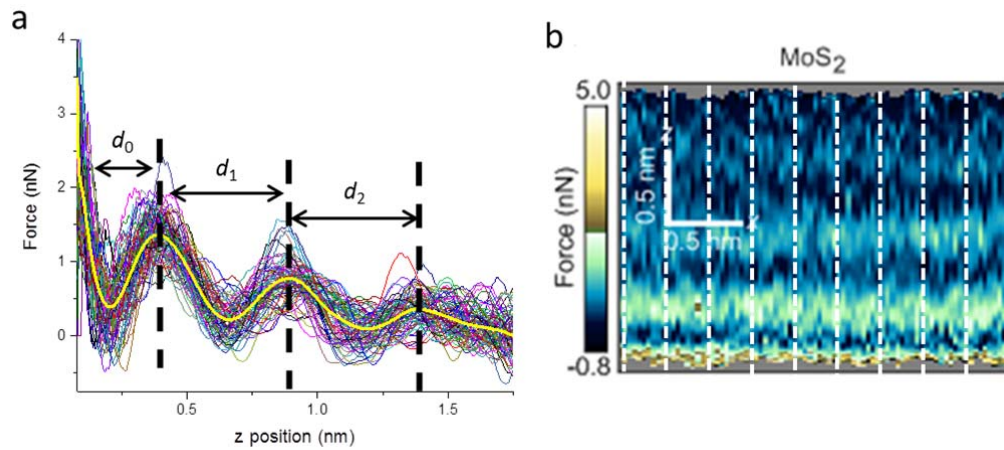 a
4
3
2
1
0
Force (nN)
d0
d1
d2
0.5
1.0
1.5
z position (nm)
b
MoS2
5.0
Force (nN)
-0.8
z
0.5 nm
0.5 nm
x